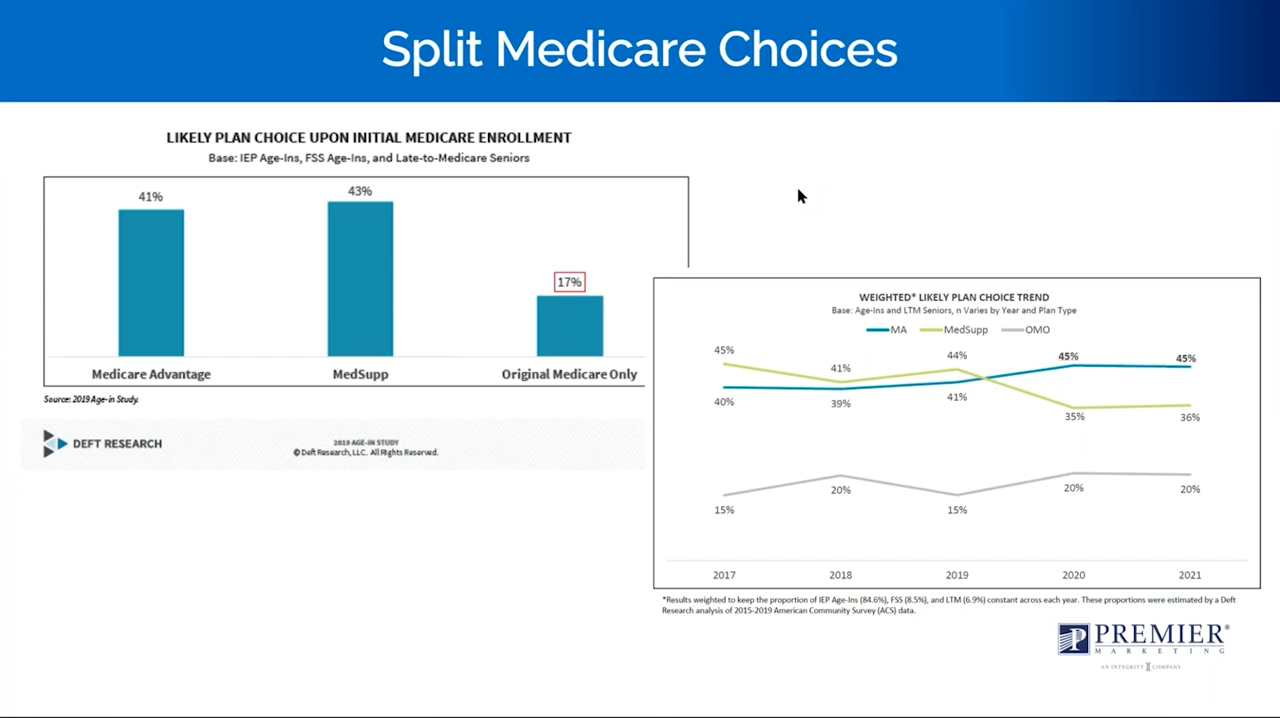 Split Medicare Choices
LIKELY PLAN CHOICE UPON INITIAL MEDICARE ENROLLMENT
Base: IEP Age-Ins, FSS Age-Ins, and Late-to-Medicare Seniors
41%
43%
17%
Medicare Advantage
MedSupp
Original Medicare Only
Source: 2019 Age-in Study.
DEFT RESEARCH
2019 AGE-IN STUDY
© Deft Research, LLC. All Rights Reserved.
WEIGHTED* LIKELY PLAN CHOICE TREND
Base: Age-Ins and LTM Seniors, n Varies by Year and Plan Type
MA MedSupp OMO
45% 41% 44% 45% 45%
40% 39% 41% 35% 36%
15% 20% 15% 20% 20%
2017 2018 2019 2020 2021
*Results weighted to keep the proportion of IEP Age-Ins (84.6%), FSS (8.5%), and LTM (6.9%) constant across each year. These proportions were estimated by a Deft
Research analysis of 2015-2019 American Community Survey (ACS) data.
P PREMIER®
MARKETING
AN INTEGRITY COMPANY